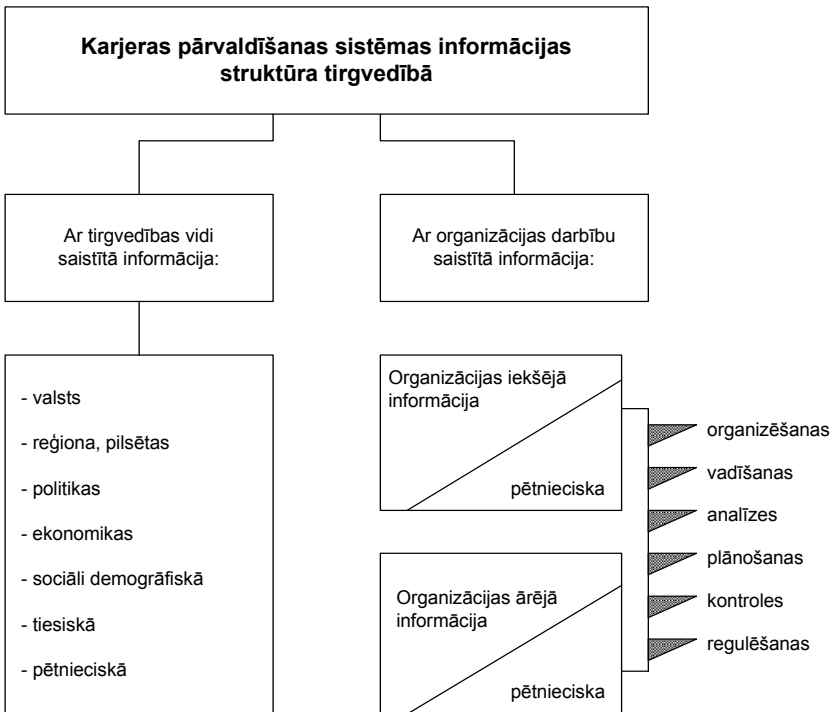 Karjeras pārvaldīšanas sistēmas informācijas
struktūra tirgvedībā
Ar tirgvedības vidi
saistītā informācija:
Ar organizācijas darbību
saistītā informācija:
- valsts
- reģiona, pilsētas
- politikas
- ekonomikas
- sociāli demogrāfiskā
- tiesiskā
- pētnieciskā
Organizācijas iekšējā
informācija
pētnieciska
Organizācijas ārējā
informācija
pētnieciska
organizēšanas
vadīšanas
analīzes
plānošanas
kontroles
regulēšanas